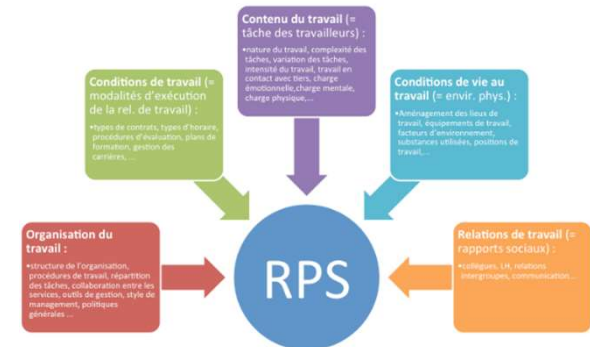 Contenu du travail (=
tâche des travailleurs) :
•nature du travail, complexité des
tâches, variation des tâches,
intensité du travail, travail en
contact avec tiers, charge
émotionnelle,charge mentale,
charge physique,...
Conditions de travail (=
modalités d'exécution
de la rel. de travail) :
•types de contrats, types d'horaire,
procédures d'évaluation, plans de
formation, gestion des
carrières, ...
Conditions de vie au
travail (= envir. phys.) :
•Aménagement des lieux de
travail, équipements de travail,
facteurs d'environnement,
substances utilisées, positions de
travail,...
Organisation du
travail :
•structure de l'organisation,
procédures de travail, répartition
des tâches, collaboration entre les
services, outils de gestion, style de
management, politiques
générales ...
RPS
Relations de travail (=
rapports sociaux) :
•collègues, LH, relations
intergroupes, communication...